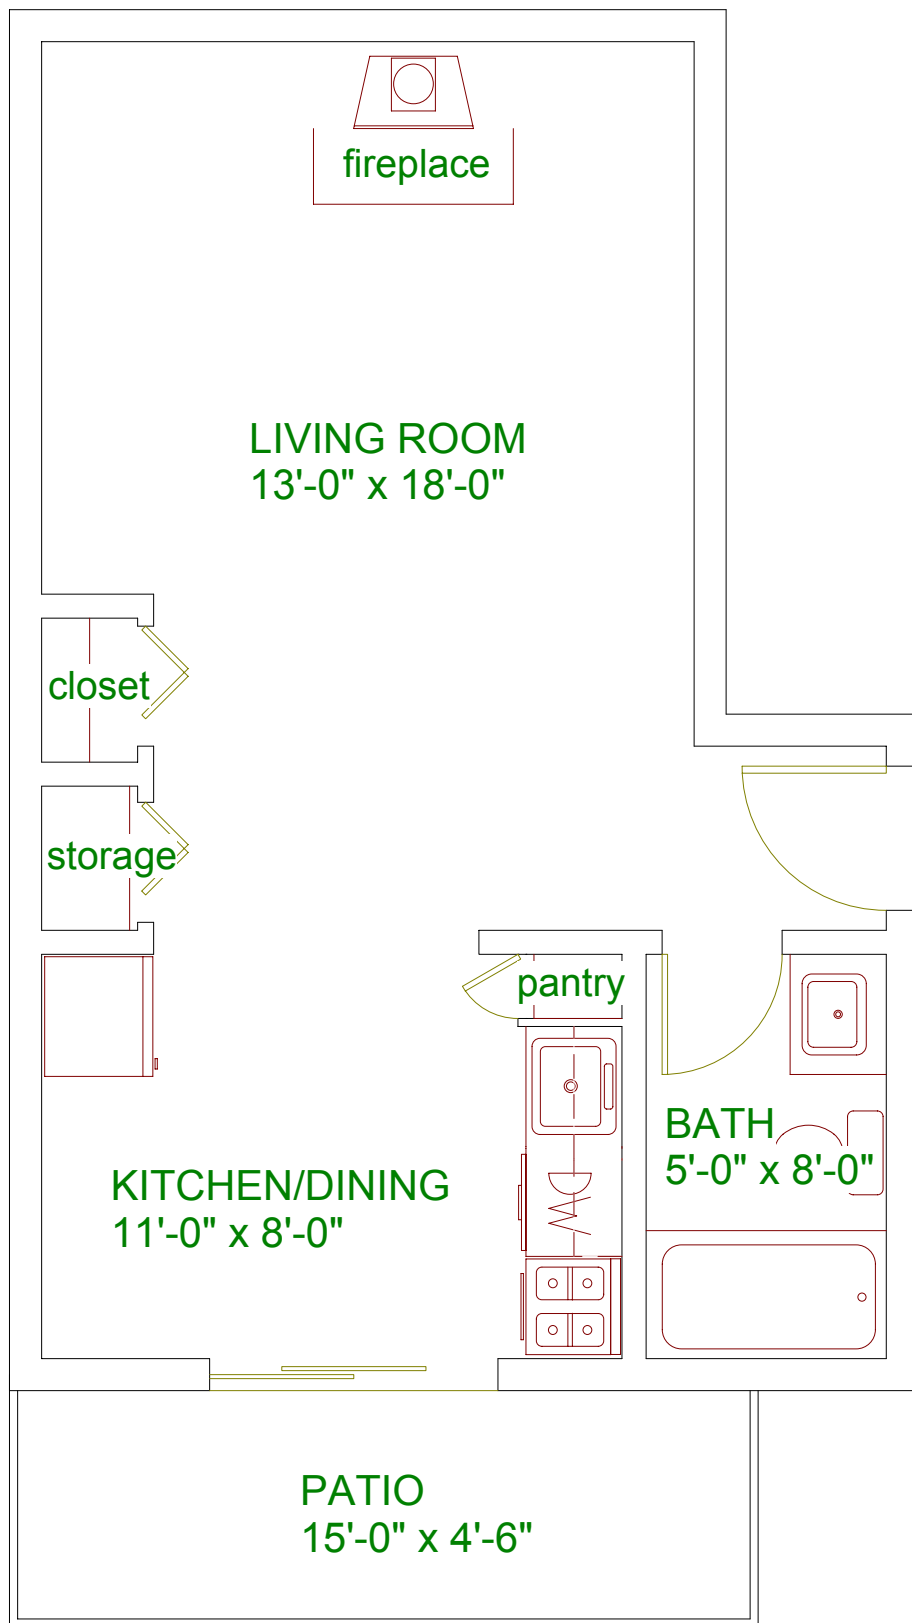 fireplace
LIVING ROOM
13'-0" x 18'-0"
closet
storage
pantry
BATH
5'-0" x 8'-0"
KITCHEN/DINING
11'-0" x 8'-0"
PATIO
15'-0" x 4'-6"